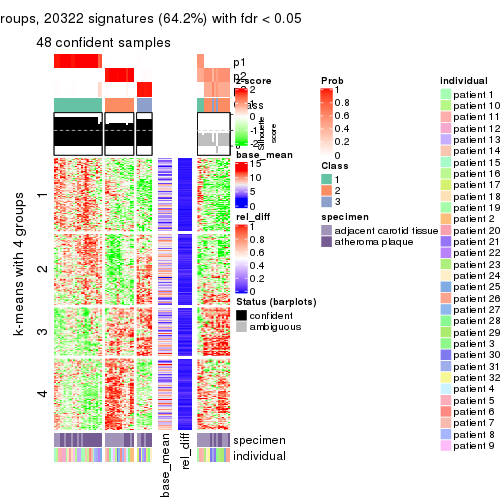 roups, 20322 signatures (64.2%) with fdr < 0.05
48 confident samples
p1
p2
Class
k-means with 4 groups
1
2
3
4
specimen
individual
base_mean
rel_diff
z-score
2
1
0
-1
-2
silhouette
score
base_mean
15
10
5
0
rel_diff
1
0.8
0.6
0.4
0.2
0
Status (barplots)
confident
ambiguous
Prob
1
0.8
0.6
0.4
0.2
0
Class
1
2
3
specimen
adjacent carotid tissue
atheroma plaque
individual
patient 1
patient 10
patient 11
patient 12
patient 13
patient 14
patient 15
patient 16
patient 17
patient 18
patient 19
patient 2
patient 20
patient 21
patient 22
patient 23
patient 24
patient 25
patient 26
patient 27
patient 28
patient 29
patient 3
patient 30
patient 31
patient 32
patient 4
patient 5
patient 6
patient 7
patient 8
patient 9